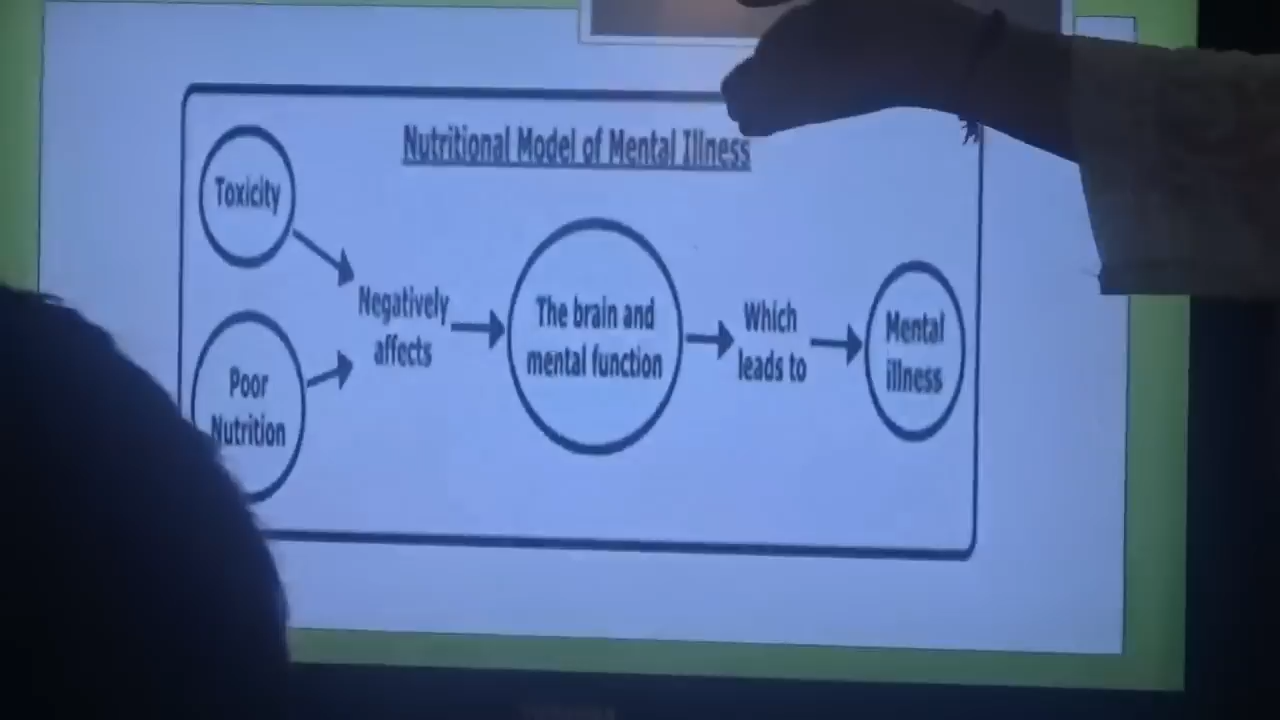 Nutritional Model of Mental Illness
Toxicity
Poor
Nutrition
Negatively
affects
The brain and
mental function
Which
leads to
Mental
illness